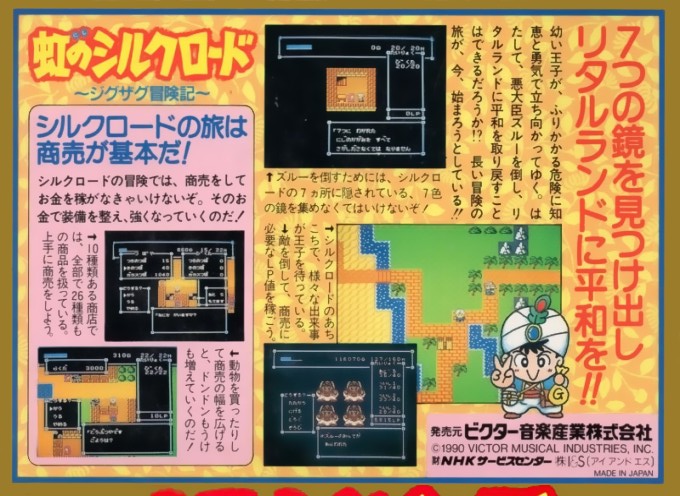 虹のシルクロード
〜ジグザグ冒険記〜
シルクロードの旅は
商売が基本だ!
シルクロードの冒険では、商売をして
お金を稼がなきゃいけないぞ。そのお
金で装備を整え、強くなっていくのだ!
→10種類ある商店で
は、全部で26種類も
の商品を扱っている。
上手に商売をしよう。
←動物を買ったりし
て商売の幅を広げる
と、ドンドンもうけ
も増えていくのだ!
7つの鏡を見つけ出し
リタルランドに平和を!!
幼い王子が、ふりかかる危険に知
恵と勇気で立ち向かってゆく。は
たして、悪大臣ズルーを倒し、リ
タルランドに平和を取り戻すこと
はできるだろうか!? 長い冒険の
旅が、今、始まろうとしている!!
↑ズルーを倒すためには、シルクロ
ードの7ヵ所に隠されている、7色
の鏡を集めなくてはいけないぞ!
→シルクロードのあち
こちで、様々な出来事
が王子を待っている。
↓敵を倒して、商売に
必要なLP値を稼ごう。
発売元 ビクター音楽産業株式会社
©1990 VICTOR MUSICAL INDUSTRIES, INC.
財NHKサービスセンター 株I&S(アイ アンド エス)
MADE IN JAPAN